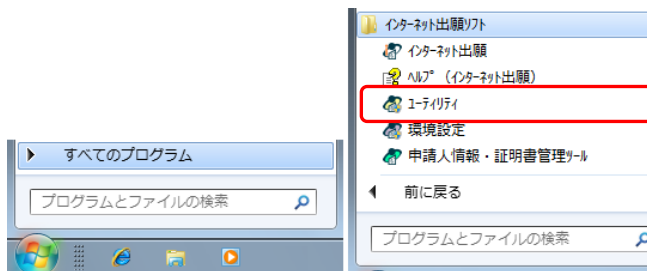 すべてのプログラム
プログラムとファイルの検索
インターネット出願ソフト
インターネット出願
ヘルプ (インターネット出願)
ユーティリティ
環境設定
申請人情報・証明書管理ツール
前に戻る
プログラムとファイルの検索